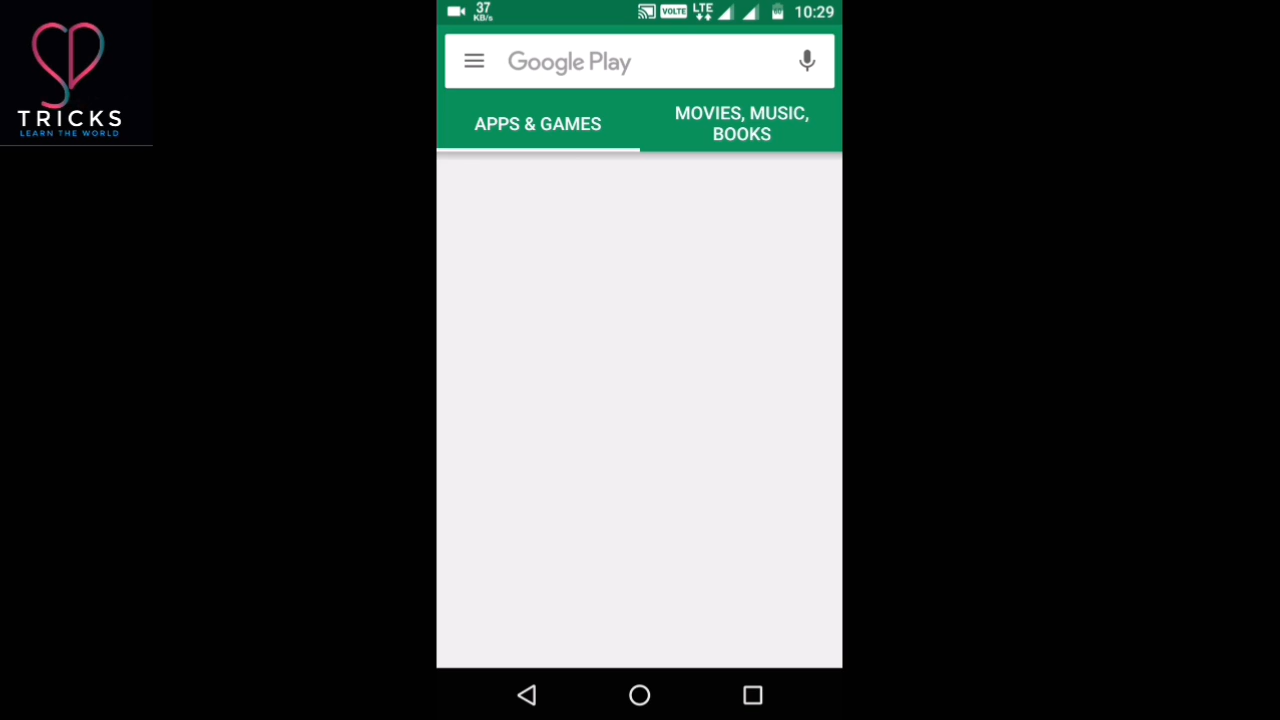 TRICKS
LEARN THE WORLD
37
KB/s
VOLTE
LTE
10:29
Google Play
APPS & GAMES
MOVIES, MUSIC,
BOOKS